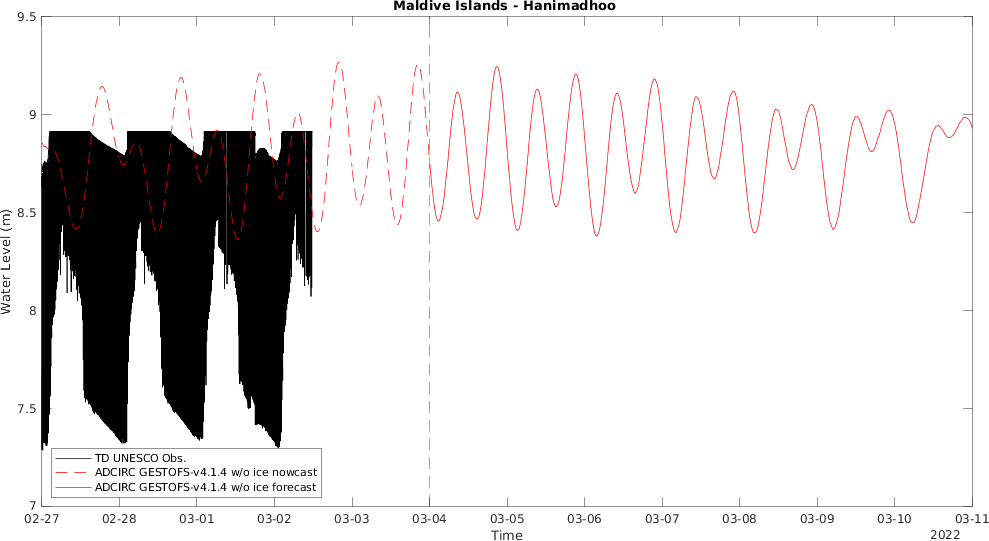 Maldive Islands - Hanimadhoo
9.5
9
8.5
8
7.5
7
Water Level (m)
TD UNESCO Obs.
ADCIRC GESTOFS-v4.1.4 w/o ice nowcast
ADCIRC GESTOFS-v4.1.4 w/o ice forecast
02-27 02-28 03-01 03-02 03-03 03-04 03-05 03-06 03-07 03-08 03-09 03-10 03-11
Time
2022